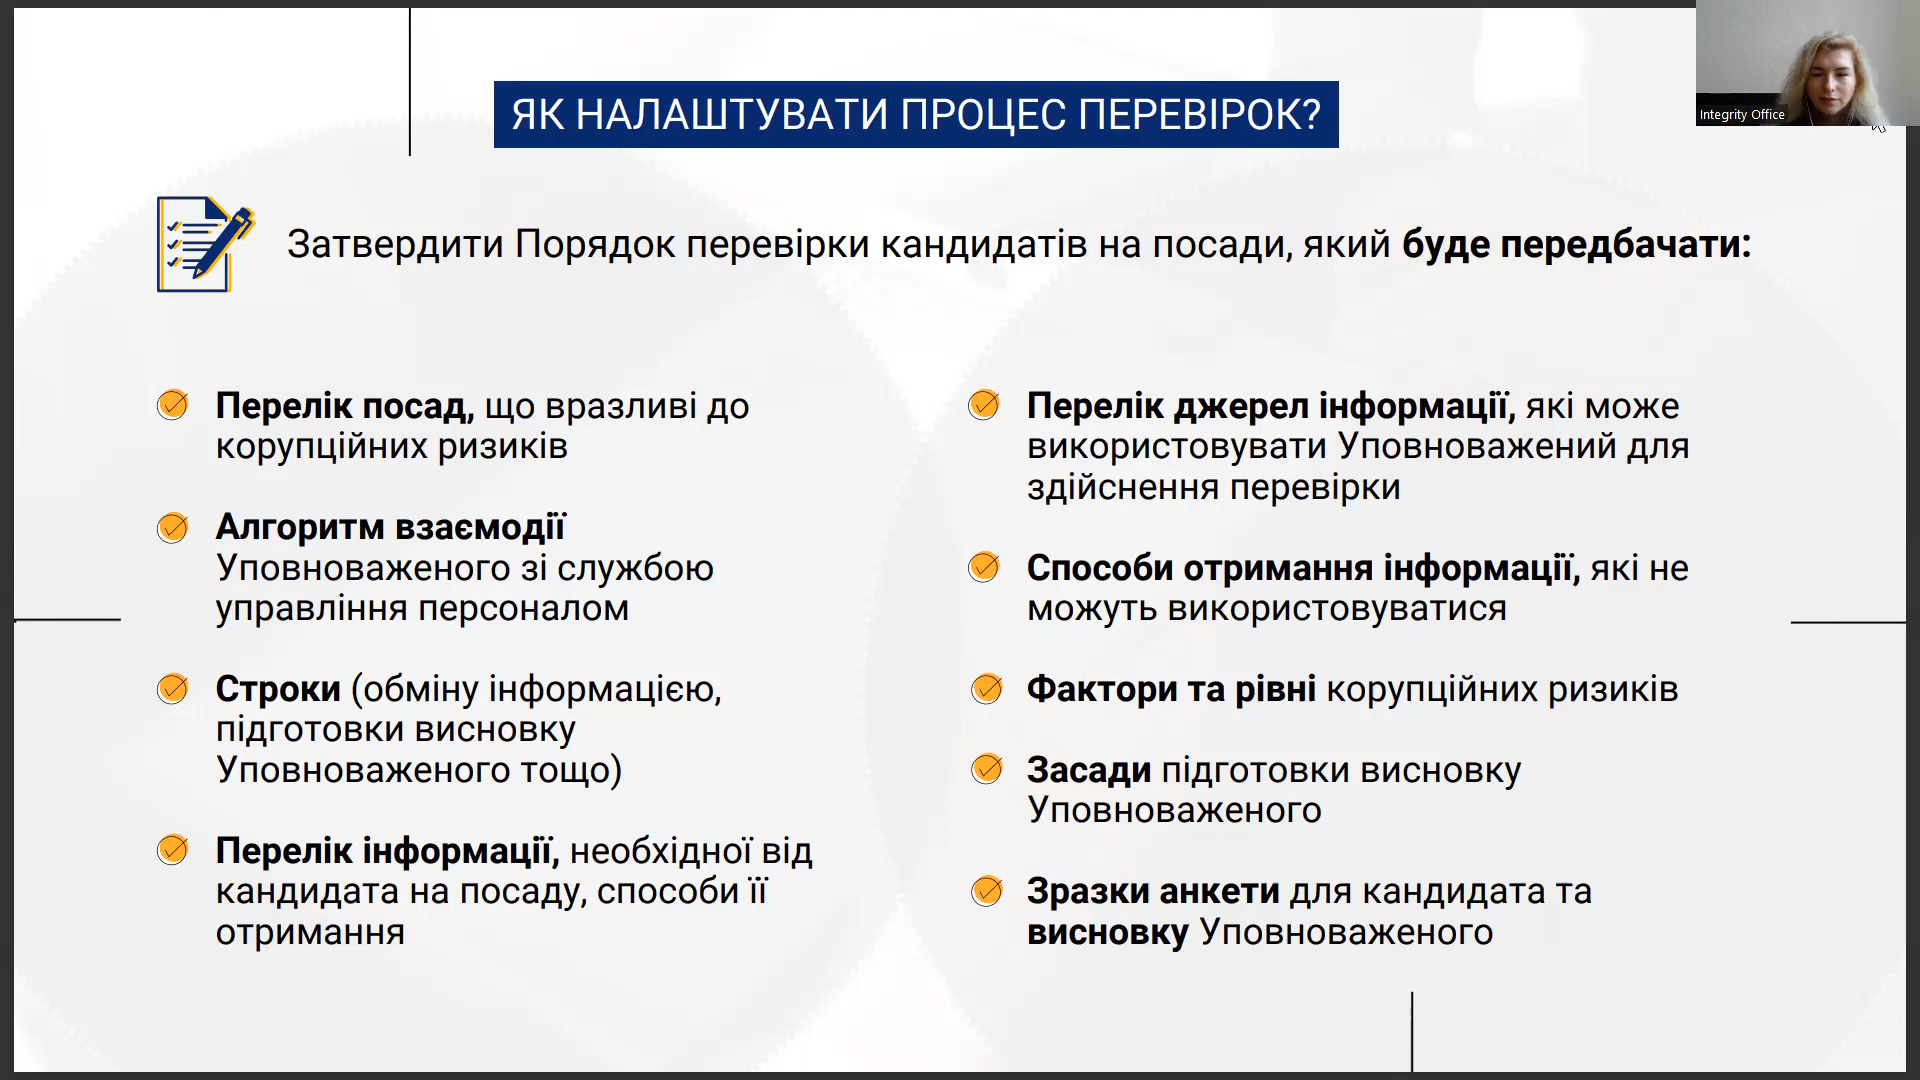 ЯК НАЛАШТУВАТИ ПРОЦЕС ПЕРЕВІРОК?
Integrity Office
Затвердити Порядок перевірки кандидатів на посади, який буде передбачати:
Перелік посад, що вразливі до
корупційних ризиків
Алгоритм взаємодії
Уповноваженого зі службою
управління персоналом
Строки (обміну інформацією,
підготовки висновку
Уповноваженого тощо)
Перелік інформації, необхідної від
кандидата на посаду, способи її
отримання
Перелік джерел інформації, які може
використовувати Уповноважений для
здійснення перевірки
Способи отримання інформації, які не
можуть використовуватися
Фактори та рівні корупційних ризиків
Засади підготовки висновку
Уповноваженого
Зразки анкети для кандидата та
висновку Уповноваженого